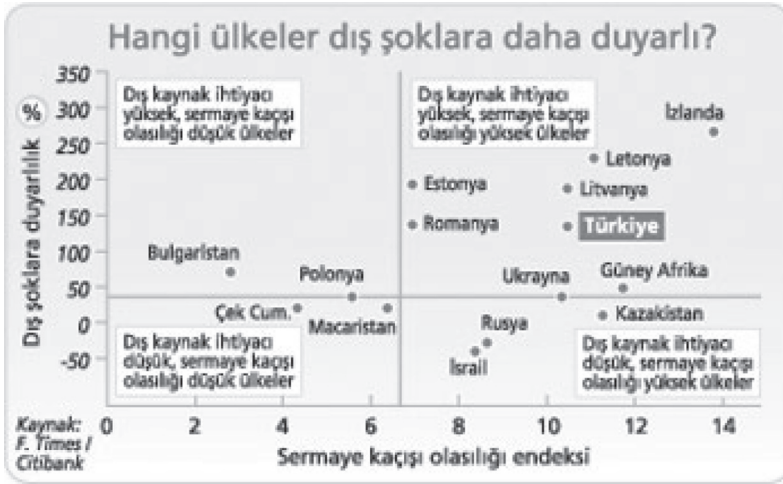 Hangi ülkeler dış şoklara daha duyarlı?
350
300
250
200
150
100
50
0
-50
%
Dış şoklara duyarlılık
Dış kaynak ihtiyacı
yüksek, sermaye kaçışı
olasılığı düşük ülkeler
Dış kaynak ihtiyacı
yüksek, sermaye kaçışı
olasılığı yüksek ülkeler
İzlanda
Letonya
Estonya
Litvanya
Romanya
Türkiye
Bulgaristan
Polonya
Ukrayna
Güney Afrika
Çek Cum.
Macaristan
Kazakistan
Rusya
İsrail
Dış kaynak ihtiyacı
düşük, sermaye kaçışı
olasılığı düşük ülkeler
Dış kaynak ihtiyacı
düşük, sermaye kaçışı
olasılığı yüksek ülkeler
0 2 4 6 8 10 12 14
Sermaye kaçışı olasılığı endeksi
Kaynak:
F. Times /
Citibank